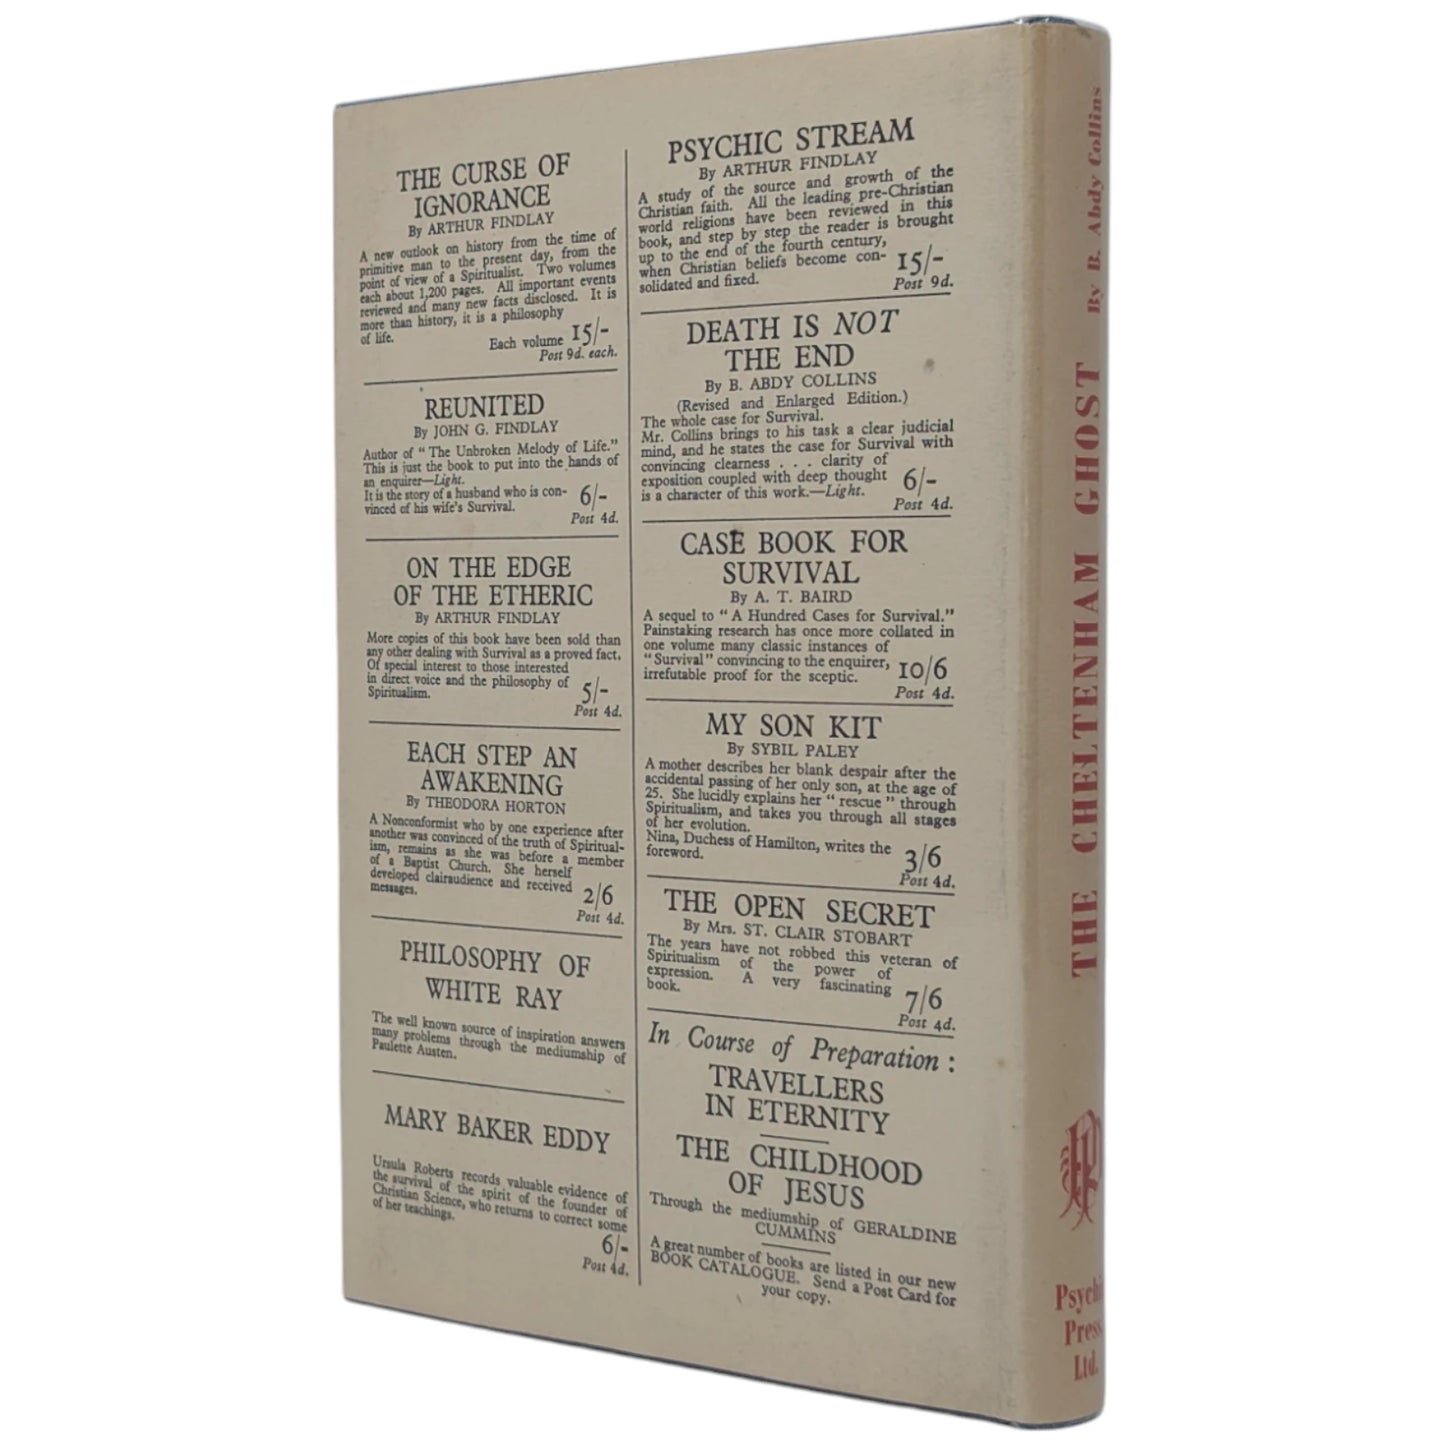 THE CURSE OF
IGNORANCE
By ARTHUR FINDLAY
A new outlook on history from the time of
primitive man to the present day, from the
point of view of a Spiritualist. Two volumes
each about 1,200 pages. All important events
reviewed and many new facts disclosed. It is
more than history, it is a philosophy
of life.
Each volume 15/-
Post 9d. each.
REUNITED
By JOHN G. FINDLAY
Author of "The Unbroken Melody of Life."
This is just the book to put into the hands of
an enquirer—Light.
It is the story of a husband who is con-
vinced of his wife's Survival.
6/-
Post 4d.
ON THE EDGE
OF THE ETHERIC
By ARTHUR FINDLAY
More copies of this book have been sold than
any other dealing with Survival as a proved fact.
Of special interest to those interested
in direct voice and the philosophy of
Spiritualism.
5/-
Post 4d.
EACH STEP AN
AWAKENING
By THEODORA HORTON
A Nonconformist who by one experience after
another was convinced of the truth of Spiritual-
ism, remains as she was before a member
of a Baptist Church. She herself
developed clairaudience and received
messages.
2/6
Post 4d.
PHILOSOPHY OF
WHITE RAY
The well known source of inspiration answers
many problems through the mediumship of
Paulette Austen.
MARY BAKER EDDY
Ursula Roberts records valuable evidence of
the survival of the spirit of the founder of
Christian Science, who returns to correct some
of her teachings.
6/-
Post 4d.
PSYCHIC STREAM
By ARTHUR FINDLAY
A study of the source and growth of the
Christian faith. All the leading pre-Christian
world religions have been reviewed in this
book, and step by step the reader is brought
up to the end of the fourth century,
when Christian beliefs become con-
solidated and fixed.
15/-
Post 9d.
DEATH IS NOT
THE END
By B. ABDY COLLINS
(Revised and Enlarged Edition.)
The whole case for Survival.
Mr. Collins brings to his task a clear judicial
mind, and he states the case for Survival with
convincing clearness . . . clarity of
exposition coupled with deep thought
is a character of this work.—Light.
6/-
Post 4d.
CASE BOOK FOR
SURVIVAL
By A. T. BAIRD
A sequel to "A Hundred Cases for Survival."
Painstaking research has once more collated in
one volume many classic instances of
"Survival" convincing to the enquirer,
irrefutable proof for the sceptic.
10/6
Post 4d.
MY SON KIT
By SYBIL PALEY
A mother describes her blank despair after the
accidental passing of her only son, at the age of
25. She lucidly explains her "rescue" through
Spiritualism, and takes you through all stages
of her evolution.
Nina, Duchess of Hamilton, writes the
foreword.
3/6
Post 4d.
THE OPEN SECRET
By Mrs. ST. CLAIR STOBART
The years have not robbed this veteran of
Spiritualism of the power of
expression. A very fascinating
book.
7/6
Post 4d.
In Course of Preparation :
TRAVELLERS
IN ETERNITY
THE CHILDHOOD
OF JESUS
Through the mediumship of GERALDINE
CUMMINS
A great number of books are listed in our new
BOOK CATALOGUE. Send a Post Card for
your copy.
THE CHELTENHAM GHOST By B. Abdy Collins
Psychi
Press
Ltd.